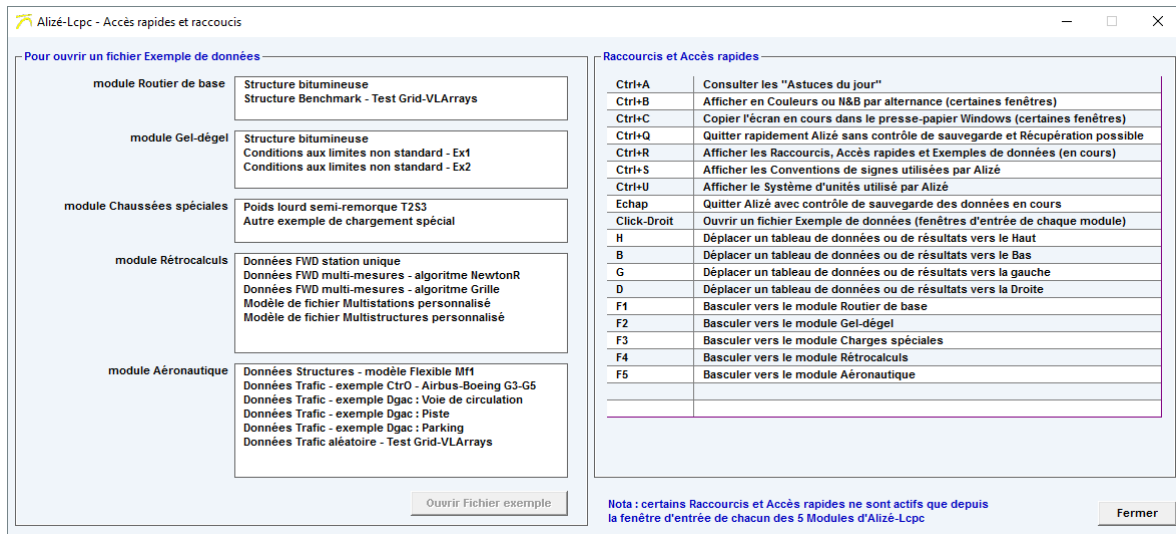 Alizé-Lcpc - Accès rapides et raccoucis
Pour ouvrir un fichier Exemple de données
module Routier de base
Structure bitumineuse
Structure Benchmark - Test Grid-VLArrays
module Gel-dégel
Structure bitumineuse
Conditions aux limites non standard - Ex1
Conditions aux limites non standard - Ex2
module Chaussées spéciales
Poids lourd semi-remorque T2S3
Autre exemple de chargement spécial
module Rétrocalculs
Données FWD station unique
Données FWD multi-mesures - algoritme NewtonR
Données FWD multi-mesures - algoritme Grille
Modèle de fichier Multistations personnalisé
Modèle de fichier Multistructures personnalisé
module Aéronautique
Données Structures - modèle Flexible Mf1
Données Trafic - exemple CtrO - Airbus-Boeing G3-G5
Données Trafic - exemple Dgac : Voie de circulation
Données Trafic - exemple Dgac : Piste
Données Trafic - exemple Dgac : Parking
Données Trafic aléatoire - Test Grid-VLArrays
Ouvrir Fichier exemple
Raccourcis et Accès rapides
Ctrl+A Consulter les "Astuces du jour"
Ctrl+B Afficher en Couleurs ou N&B par alternance (certaines fenêtres)
Ctrl+C Copier l'écran en cours dans le presse-papier Windows (certaines fenêtres)
Ctrl+Q Quitter rapidement Alizé sans contrôle de sauvegarde et Récupération possible
Ctrl+R Afficher les Raccourcis, Accès rapides et Exemples de données (en cours)
Ctrl+S Afficher les Conventions de signes utilisées par Alizé
Ctrl+U Afficher le Système d'unités utilisé par Alizé
Echap Quitter Alizé avec contrôle de sauvegarde des données en cours
Click-Droit Ouvrir un fichier Exemple de données (fenêtres d'entrée de chaque module)
H Déplacer un tableau de données ou de résultats vers le Haut
B Déplacer un tableau de données ou de résultats vers le Bas
G Déplacer un tableau de données ou de résultats vers la gauche
D Déplacer un tableau de données ou de résultats vers la Droite
F1 Basculer vers le module Routier de base
F2 Basculer vers le module Gel-dégel
F3 Basculer vers le module Charges spéciales
F4 Basculer vers le module Rétrocalculs
F5 Basculer vers le module Aéronautique
Nota : certains Raccourcis et Accès rapides ne sont actifs que depuis
la fenêtre d'entrée de chacun des 5 Modules d'Alizé-Lcpc
Fermer